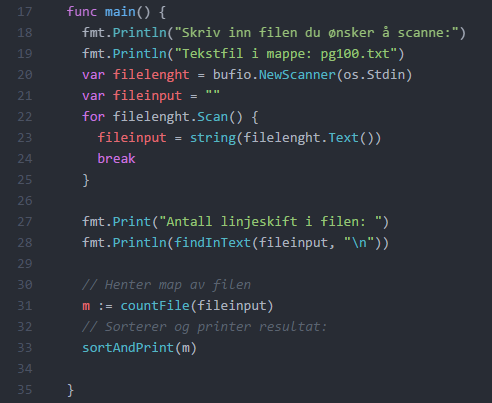 17 func main() {
18 fmt.Println("Skriv inn filen du ønsker å scanne:")
19 fmt.Println("Tekstfil i mappe: pg100.txt")
20 var filelenght = bufio.NewScanner(os.Stdin)
21 var fileinput = ""
22 for filelenght.Scan() {
23 fileinput = string(filelenght.Text())
24 break
25 }
26
27 fmt.Print("Antall linjeskift i filen: ")
28 fmt.Println(findInText(fileinput, "\n"))
29
30 // Henter map av filen
31 m := countFile(fileinput)
32 // Sorterer og printer resultat:
33 sortAndPrint(m)
34
35 }